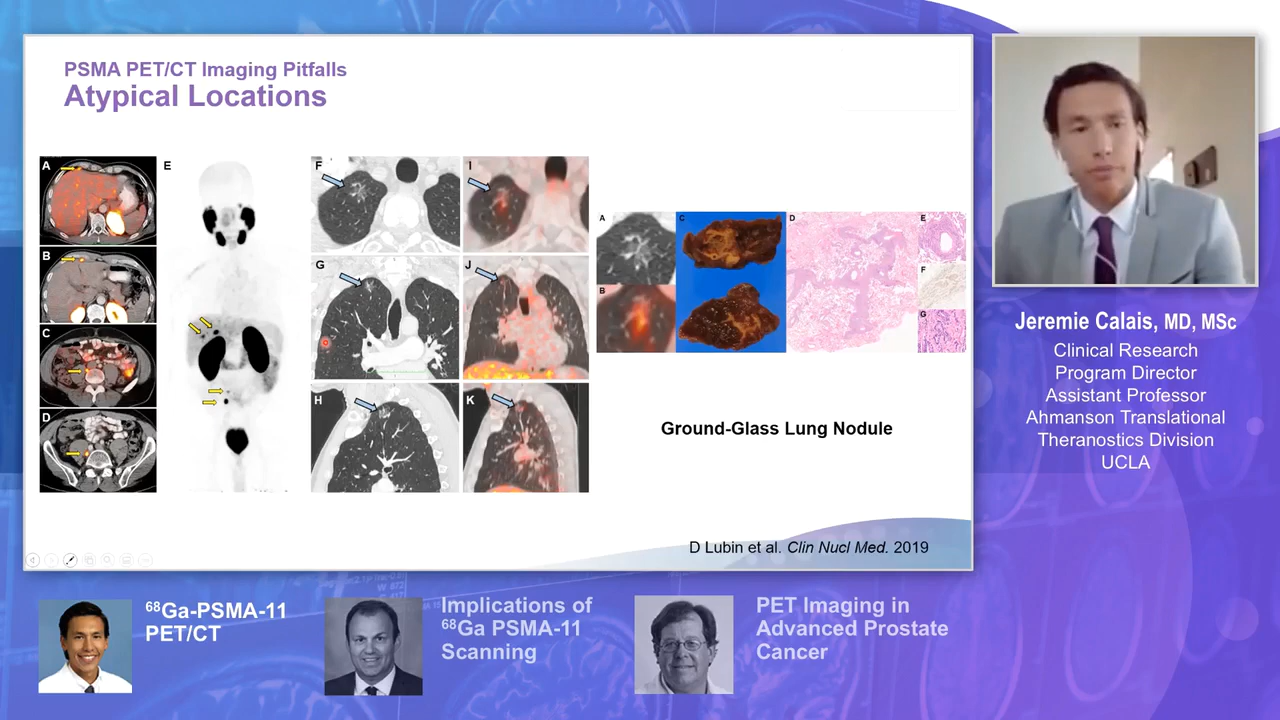 PSMA PET/CT Imaging Pitfalls
Atypical Locations
A
B
C
D
E
F
G
H
I
J
K
A
B
C
D
E
F
G
Ground-Glass Lung Nodule
D Lubin et al. Clin Nucl Med. 2019
Jeremie Calais, MD, MSc
Clinical Research
Program Director
Assistant Professor
Ahmanson Translational
Theranostics Division
UCLA
68Ga-PSMA-11
PET/CT
Implications of
68Ga PSMA-11
Scanning
PET Imaging in
Advanced Prostate
Cancer